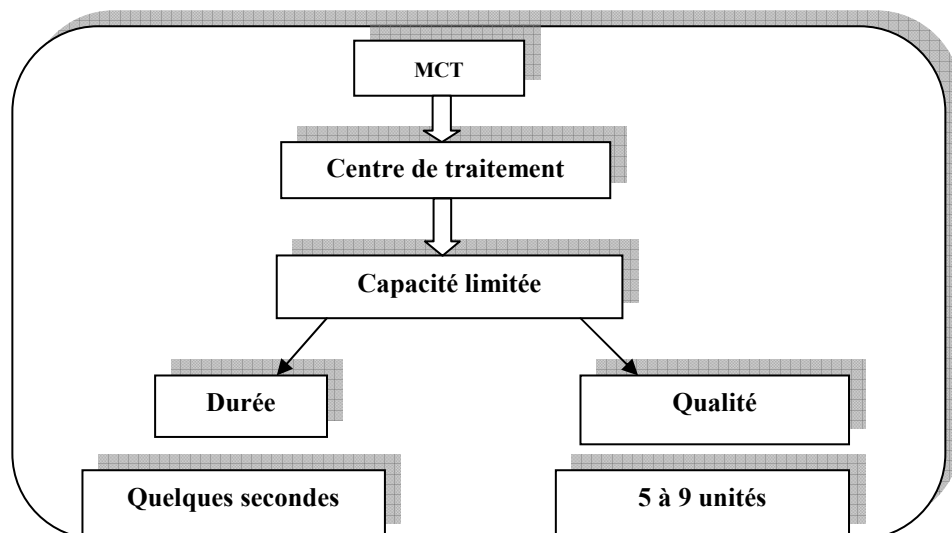 MCT
Centre de traitement
Capacité limitée
Durée
Qualité
Quelques secondes
5 à 9 unités